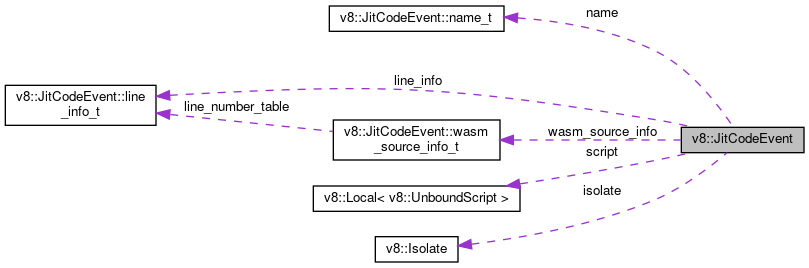 v8::JitCodeEvent::name_t
name
line_info
v8::JitCodeEvent::line
_info_t
line_number_table
v8::JitCodeEvent::wasm
_source_info_t
wasm_source_info
v8::JitCodeEvent
script
v8::Local< v8::UnboundScript >
isolate
v8::Isolate